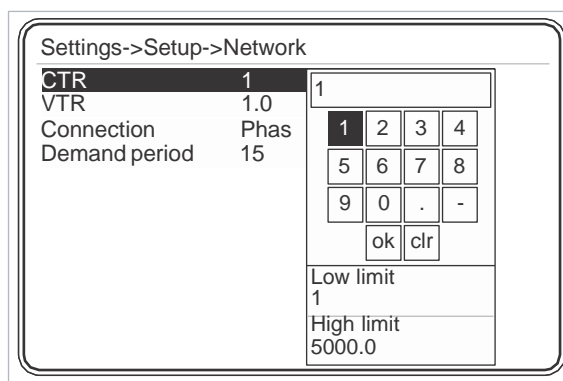 Settings->Setup->Network
CTR 1
VTR 1.0
Connection Phas
Demand period 15
1
1 2 3 4
5 6 7 8
9 0 . -
ok clr
Low limit
1
High limit
5000.0